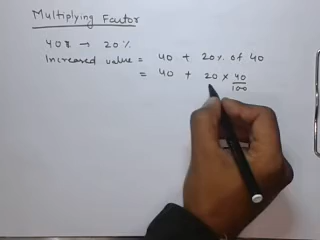 Multiplying Factor
40₹ → 20%
Increased value = 40 + 20% of 40
= 40 + 20 × 40/100